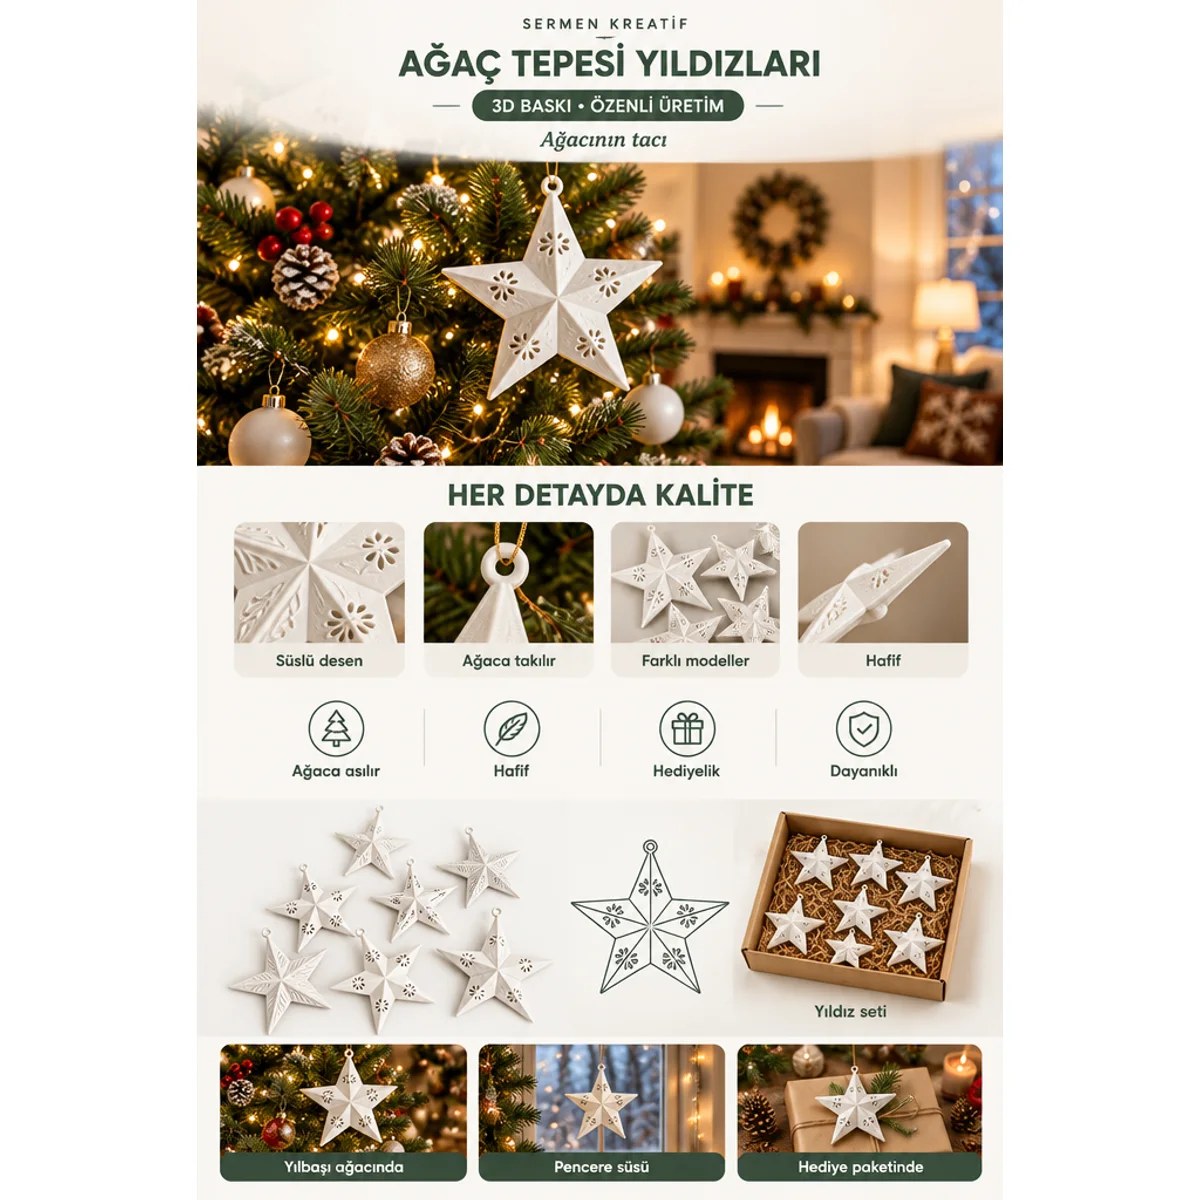 SERMEN KREATİF
AĞAÇ TEPESİ YILDIZLARI
3D BASKI • ÖZENLİ ÜRETİM
Ağacının tacı
HER DETAYDA KALİTE
Süslü desen
Ağaca takılır
Farklı modeller
Hafif
Ağaca asılır
Hafif
Hediyelik
Dayanıklı
Yıldız seti
Yılbaşı ağacında
Pencere süsü
Hediye paketinde